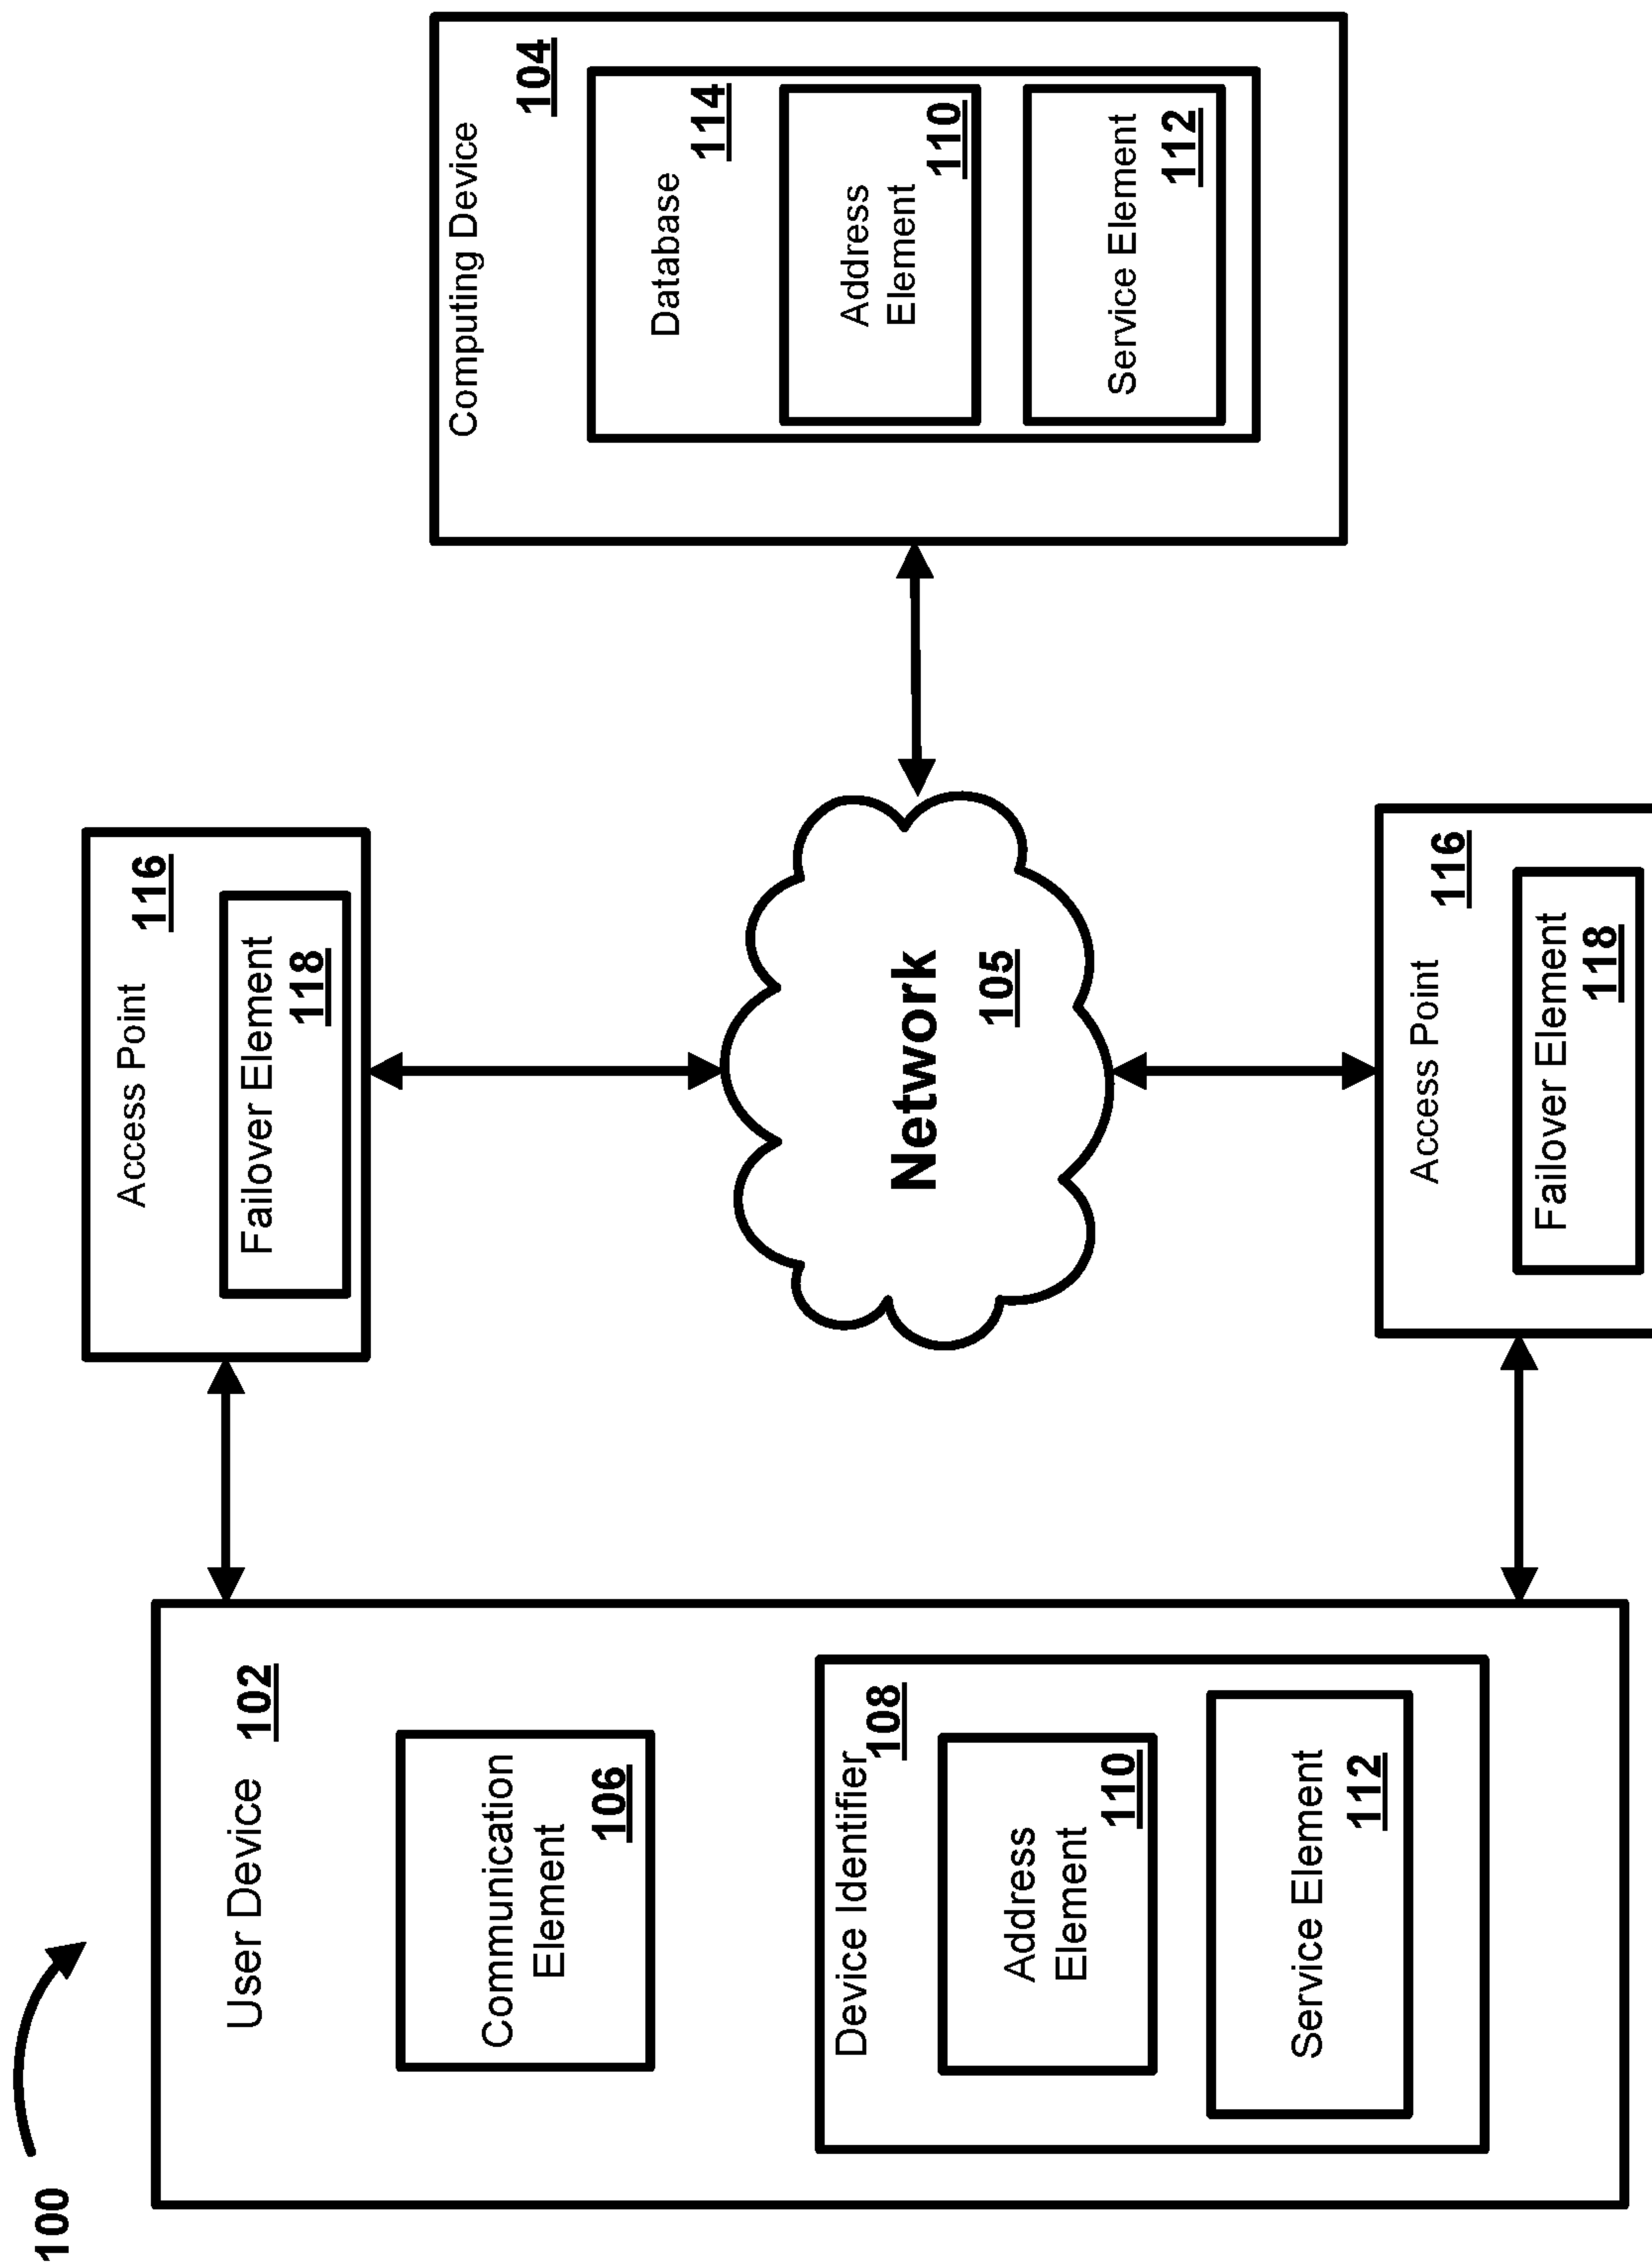 100
User Device 102
Communication
Element
106
Device Identifier
108
Address
Element
110
Service Element
112
Access Point
116
Failover Element
118
Network
105
Access Point
116
Failover Element
118
Computing Device
104
Database
114
Address
Element
110
Service Element
112